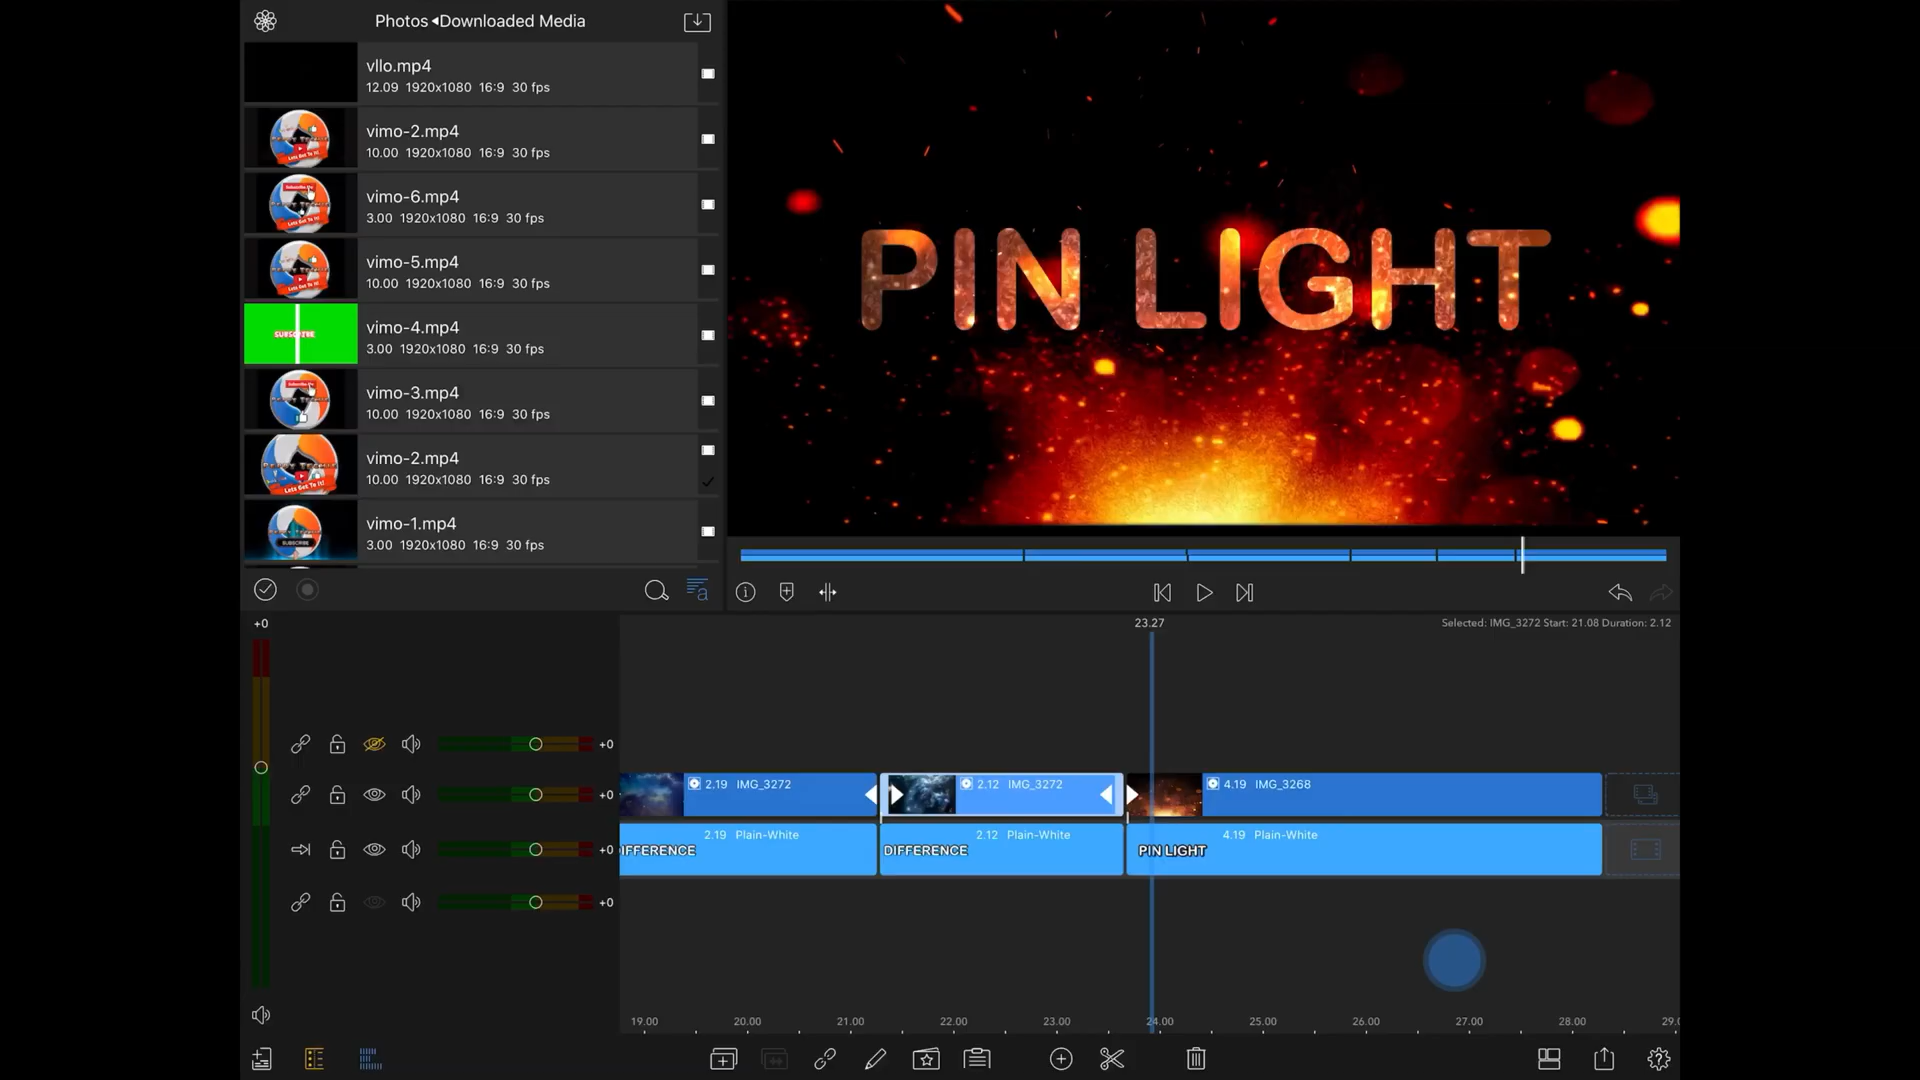 Photos ◂Downloaded Media
vllo.mp4
12.09 1920x1080 16:9 30 fps
vimo-2.mp4
10.00 1920x1080 16:9 30 fps
vimo-6.mp4
3.00 1920x1080 16:9 30 fps
vimo-5.mp4
10.00 1920x1080 16:9 30 fps
SUBSCRIBE
vimo-4.mp4
3.00 1920x1080 16:9 30 fps
vimo-3.mp4
10.00 1920x1080 16:9 30 fps
vimo-2.mp4
10.00 1920x1080 16:9 30 fps
vimo-1.mp4
3.00 1920x1080 16:9 30 fps
PIN LIGHT
+0
23.27
Selected: IMG_3272 Start: 21.08 Duration: 2.12
+0
+0
+0
+0
2.19 IMG_3272
2.12 IMG_3272
4.19 IMG_3268
2.19 Plain-White
2.12 Plain-White
4.19 Plain-White
IFFERENCE
DIFFERENCE
PIN LIGHT
19.00 20.00 21.00 22.00 23.00 24.00 25.00 26.00 27.00 28.00 29.0